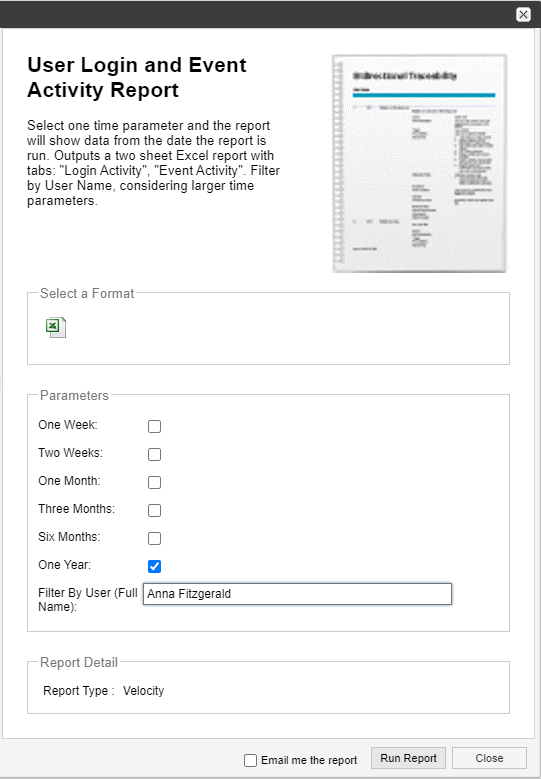 User Login and Event
Activity Report
Select one time parameter and the report
will show data from the date the report is
run. Outputs a two sheet Excel report with
tabs: "Login Activity", "Event Activity". Filter
by User Name, considering larger time
parameters.
Bidirectional Traceability
Select a Format
Parameters
One Week:
Two Weeks:
One Month:
Three Months:
Six Months:
One Year:
Filter By User (Full
Name):
Anna Fitzgerald
Report Detail
Report Type : Velocity
Email me the report
Run Report
Close